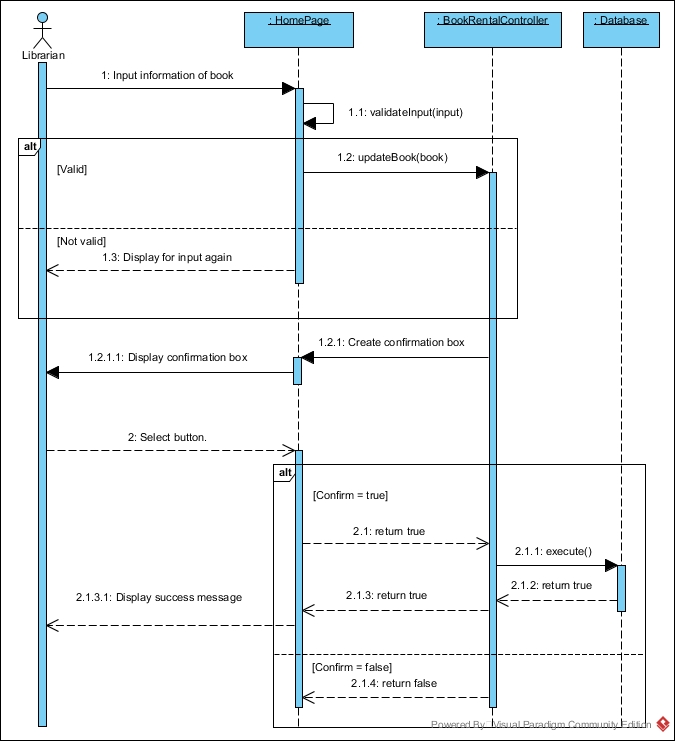 : HomePage
: BookRentalController
: Database
Librarian
1: Input information of book
1.1: validateInput(input)
alt
1.2: updateBook(book)
[Valid]
[Not valid]
1.3: Display for input again
1.2.1: Create confirmation box
1.2.1.1: Display confirmation box
2: Select button.
alt
[Confirm = true]
2.1: return true
2.1.1: execute()
2.1.2: return true
2.1.3: return true
2.1.3.1: Display success message
[Confirm = false]
2.1.4: return false
Powered By Visual Paradigm Community Edition